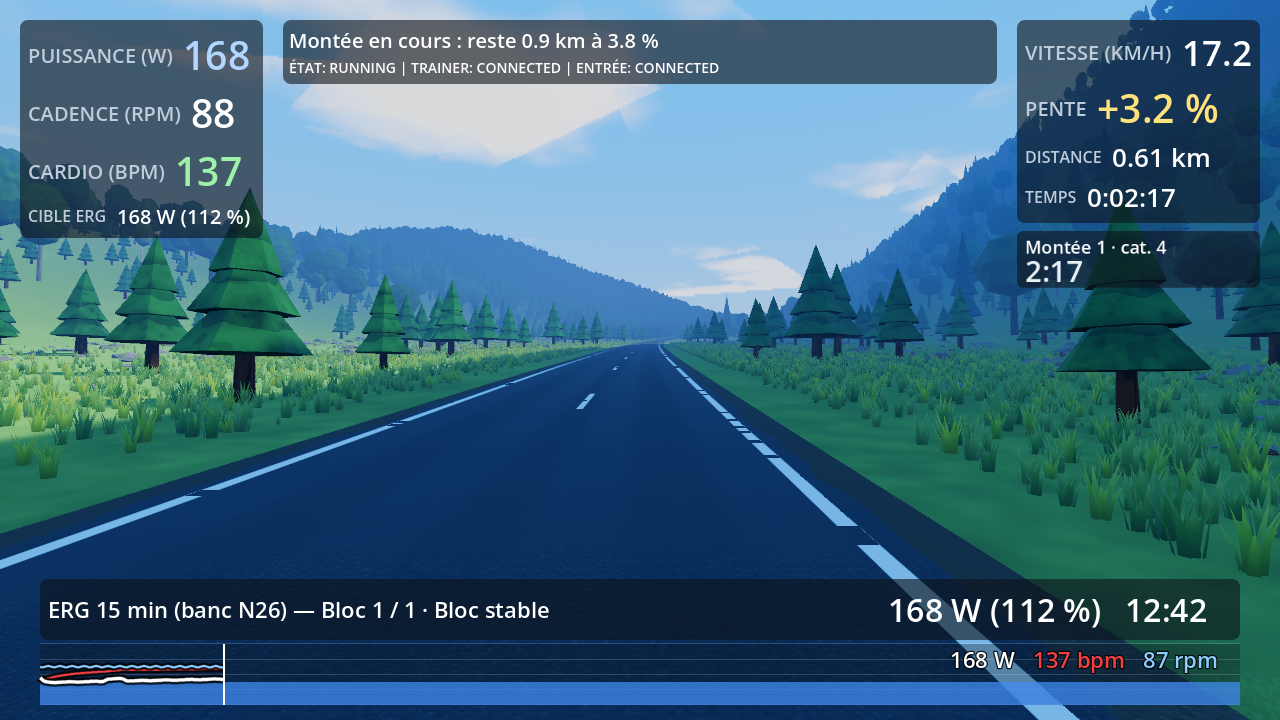 PUISSANCE (W) 168
CADENCE (RPM) 88
CARDIO (BPM) 137
CIBLE ERG 168 W (112 %)
Montée en cours : reste 0.9 km à 3.8 %
ÉTAT: RUNNING | TRAINER: CONNECTED | ENTRÉE: CONNECTED
VITESSE (KM/H) 17.2
PENTE +3.2 %
DISTANCE 0.61 km
TEMPS 0:02:17
Montée 1 · cat. 4
2:17
ERG 15 min (banc N26) — Bloc 1 / 1 · Bloc stable 168 W (112 %) 12:42
168 W 137 bpm 87 rpm